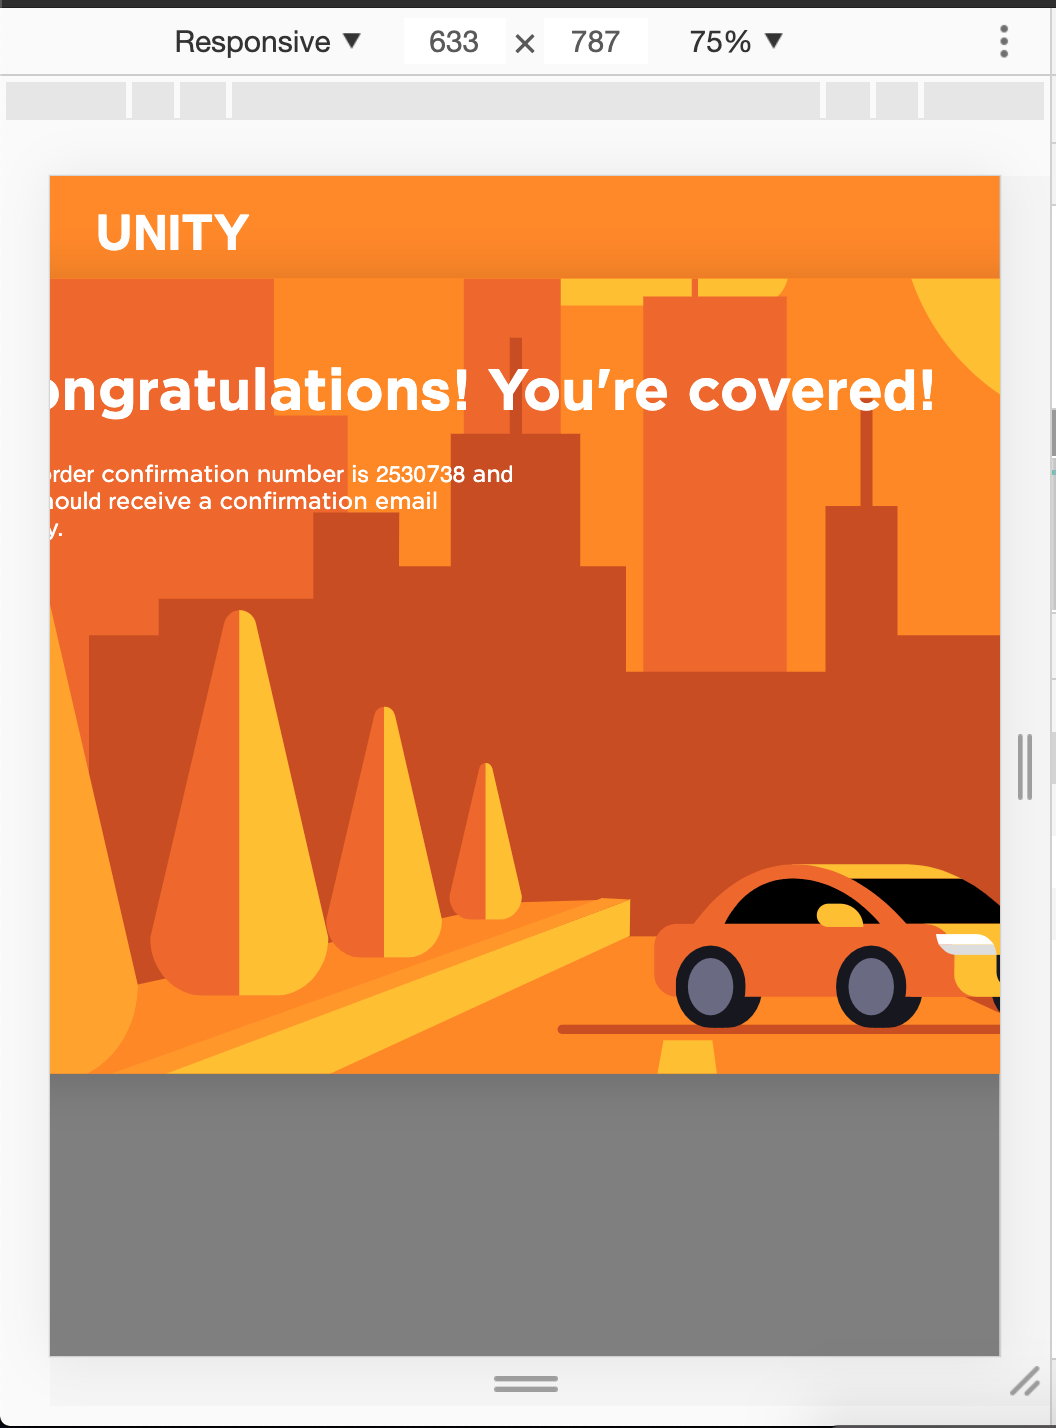 Responsive ▼ 633 × 787 75% ▼
UNITY
ongratulations! You're covered!
order confirmation number is 2530738 and
hould receive a confirmation email
y.